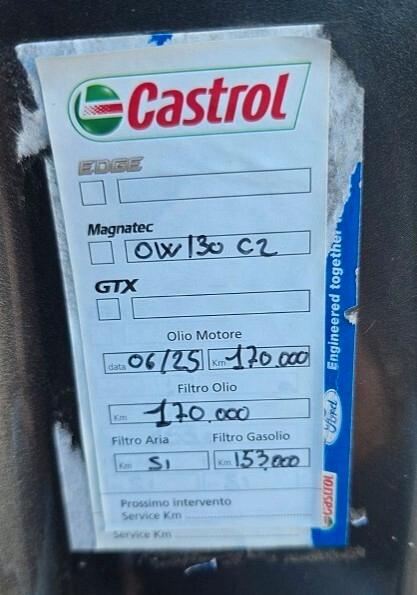 Castrol
EDGE
Magnatec
0W/30 C2
GTX
Olio Motore
data 06/25 Km 170.000
Filtro Olio
Km 170.000
Filtro Aria Filtro Gasolio
Km SI Km 153.000
Prossimo intervento
Service Km
Service Km
Engineered together
Ford
Castrol